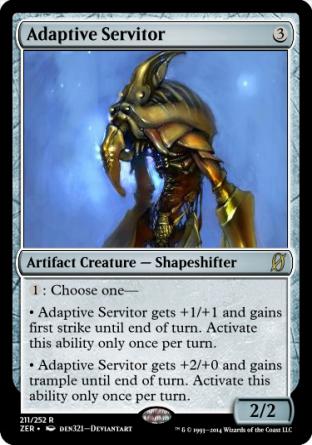 Adaptive Servitor 3
Artifact Creature — Shapeshifter
1 : Choose one—
• Adaptive Servitor gets +1/+1 and gains
first strike until end of turn. Activate
this ability only once per turn.
• Adaptive Servitor gets +2/+0 and gains
trample until end of turn. Activate
this ability only once per turn.
2/2
211/252 R
ZER • DEN321—DEVIANTART
™ & © 1993–2014 Wizards of the Coast LLC